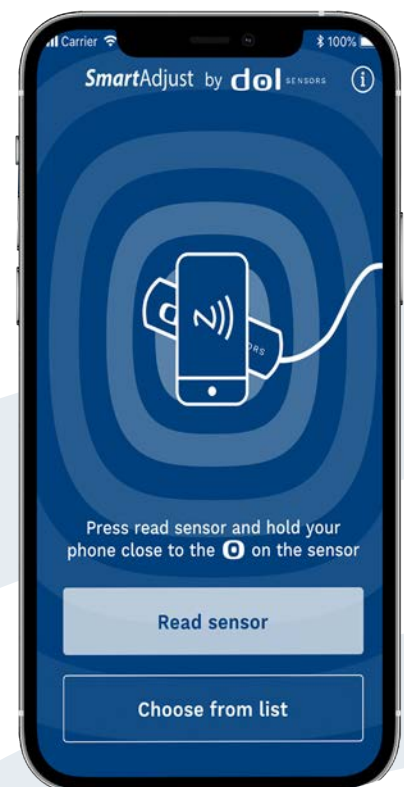 Carrier 100%
SmartAdjust by dol SENSORS
ORS
Press read sensor and hold your
phone close to the o on the sensor
Read sensor
Choose from list